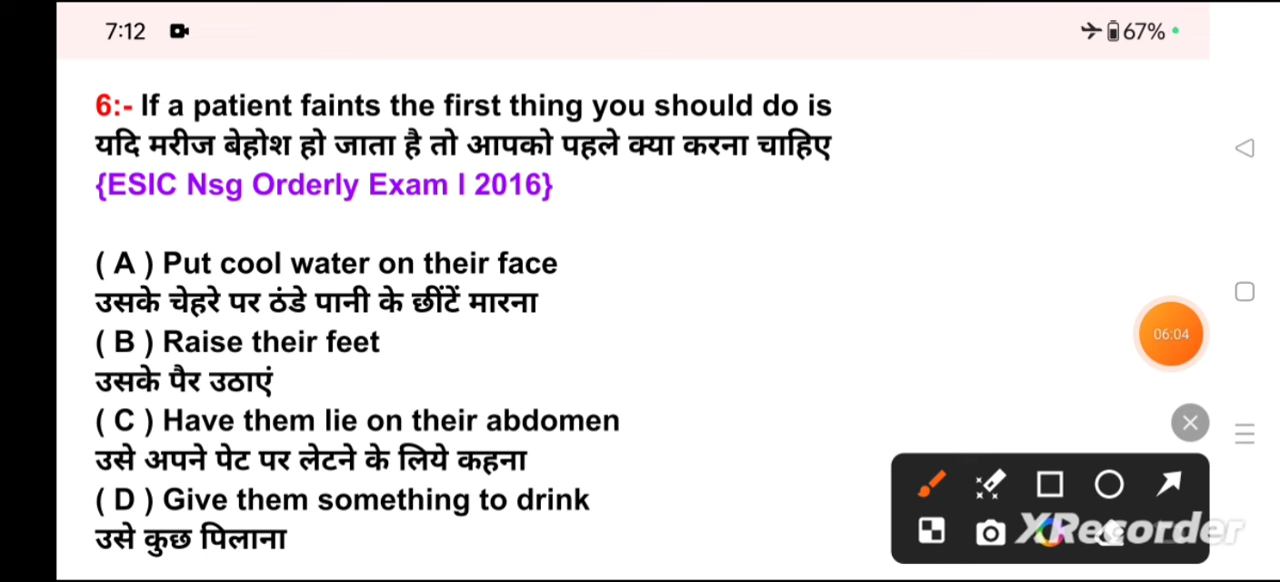 7:12
67%
6:- If a patient faints the first thing you should do is
यदि मरीज बेहोश हो जाता है तो आपको पहले क्या करना चाहिए
{ESIC Nsg Orderly Exam I 2016}
( A ) Put cool water on their face
उसके चेहरे पर ठंडे पानी के छींटें मारना
( B ) Raise their feet
उसके पैर उठाएं
06:04
( C ) Have them lie on their abdomen
उसे अपने पेट पर लेटने के लिये कहना
( D ) Give them something to drink
उसे कुछ पिलाना
XRecorder